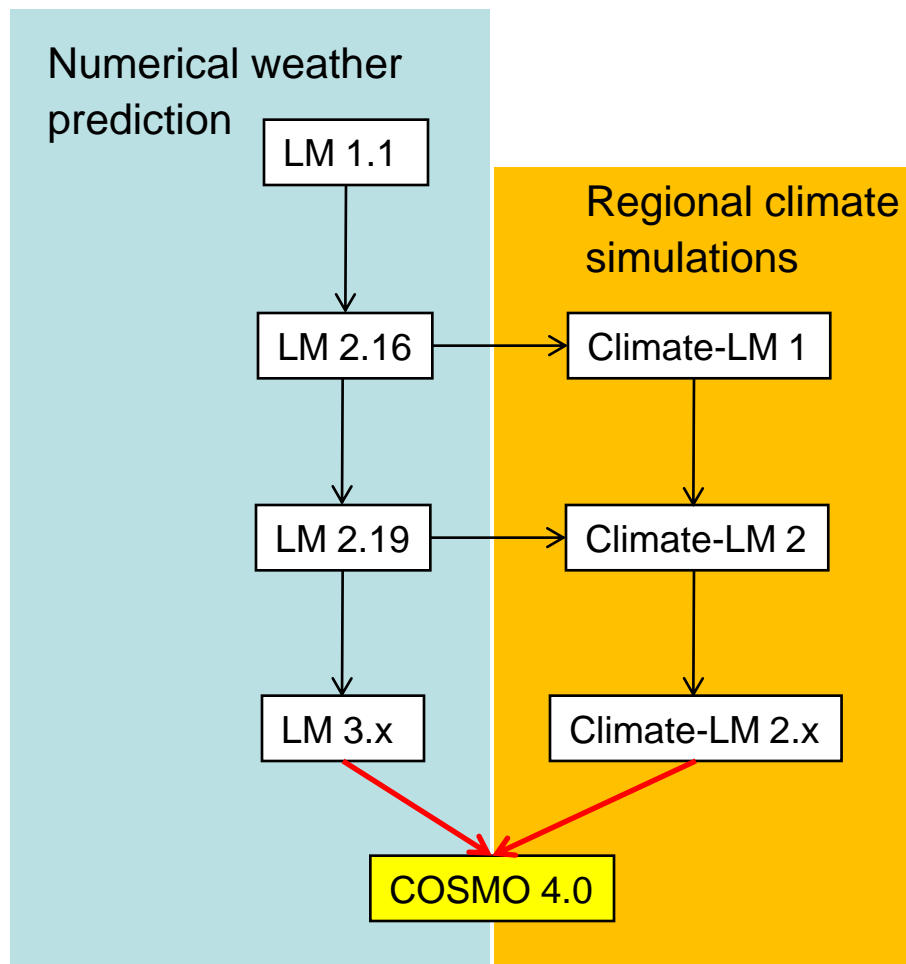 Numerical weather
prediction
LM 1.1
Regional climate
simulations
LM 2.16
Climate-LM 1
LM 2.19
Climate-LM 2
LM 3.x
Climate-LM 2.x
COSMO 4.0